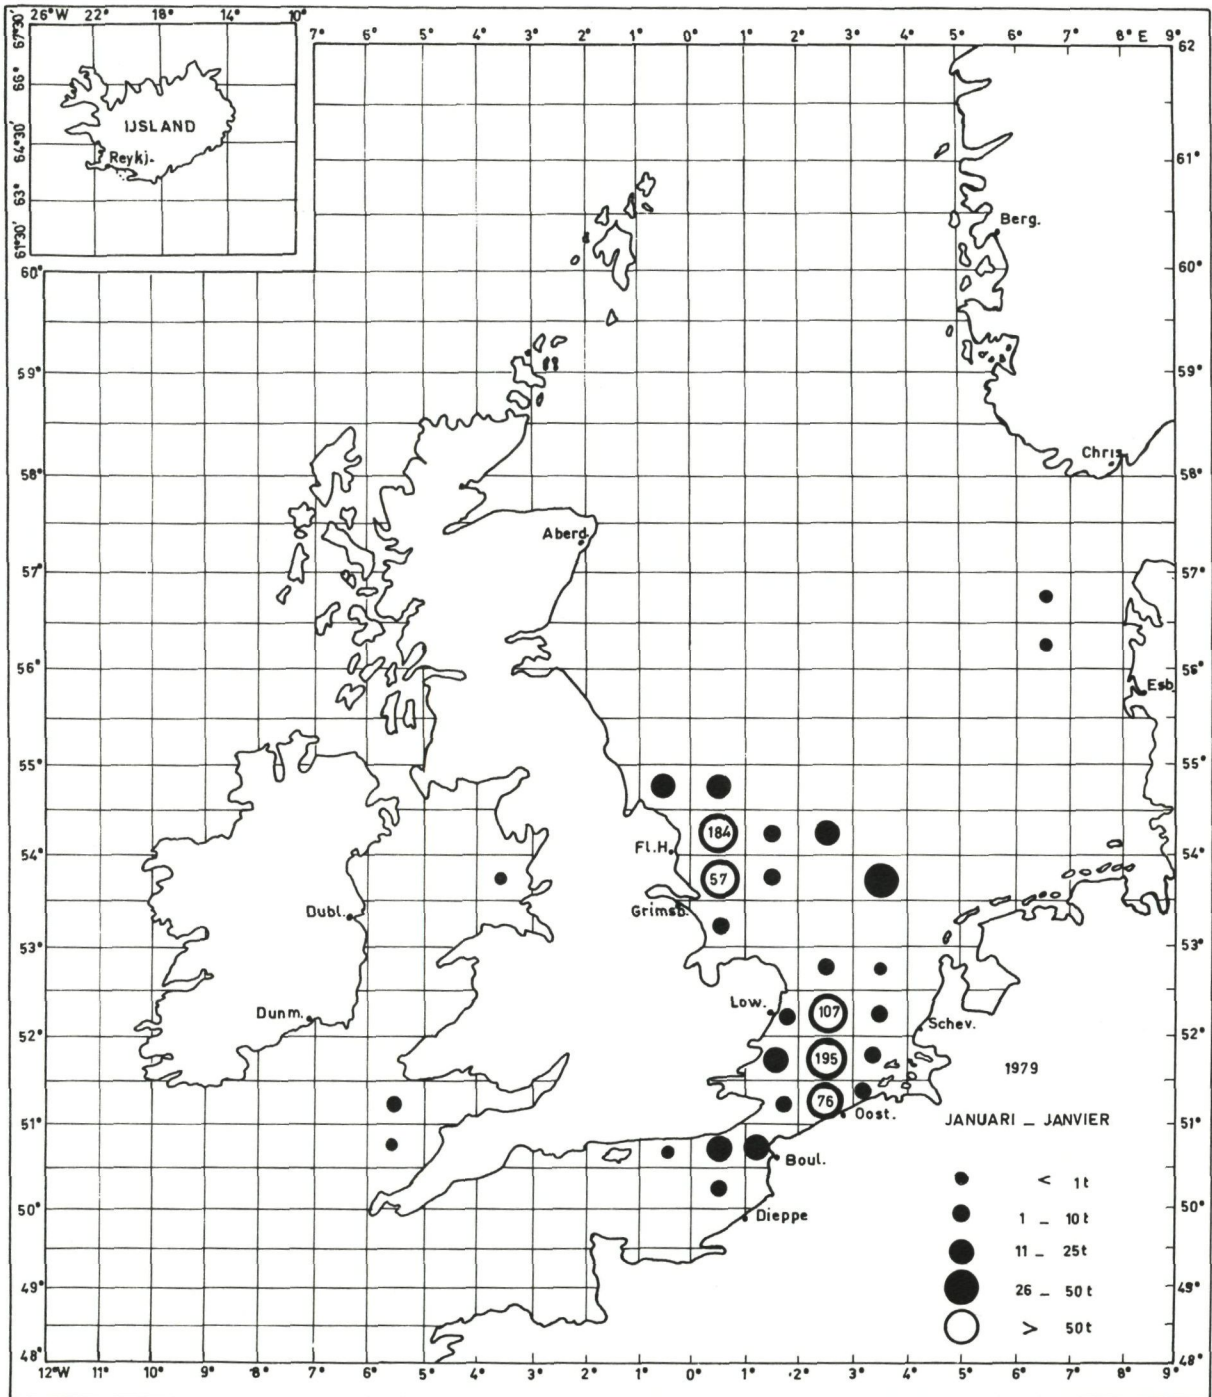 26°W 22° 18° 14° 10°
67°30'
66°
64°30'
63°
61°30'
IJSLAND
Reykj.
7° 6° 5° 4° 3° 2° 1° 0° 1° 2° 3° 4° 5° 6° 7° 8° E 9°
62
61°
Berg.
60° 60°
59° 59°
Chris
58° 58°
Aberd.
57° 57°
56° 56°
Esb
55° 55°
184
Fl.H.
54° 54°
57
Dubl.
Grimsb.
53° 53°
Low.
107
Dunm.
Schev.
52° 52°
195
1979
76
Oost.
51° 51°
JANUARI _ JANVIER
Boul.
< 1t
50° 50°
Dieppe
1 _ 10t
11 _ 25t
49° 49°
26 _ 50t
> 50t
48° 48°
12°W 11° 10° 9° 8° 7° 6° 5° 4° 3° 2° 1° 0° 1° 2° 3° 4° 5° 6° 7° 8° 9°